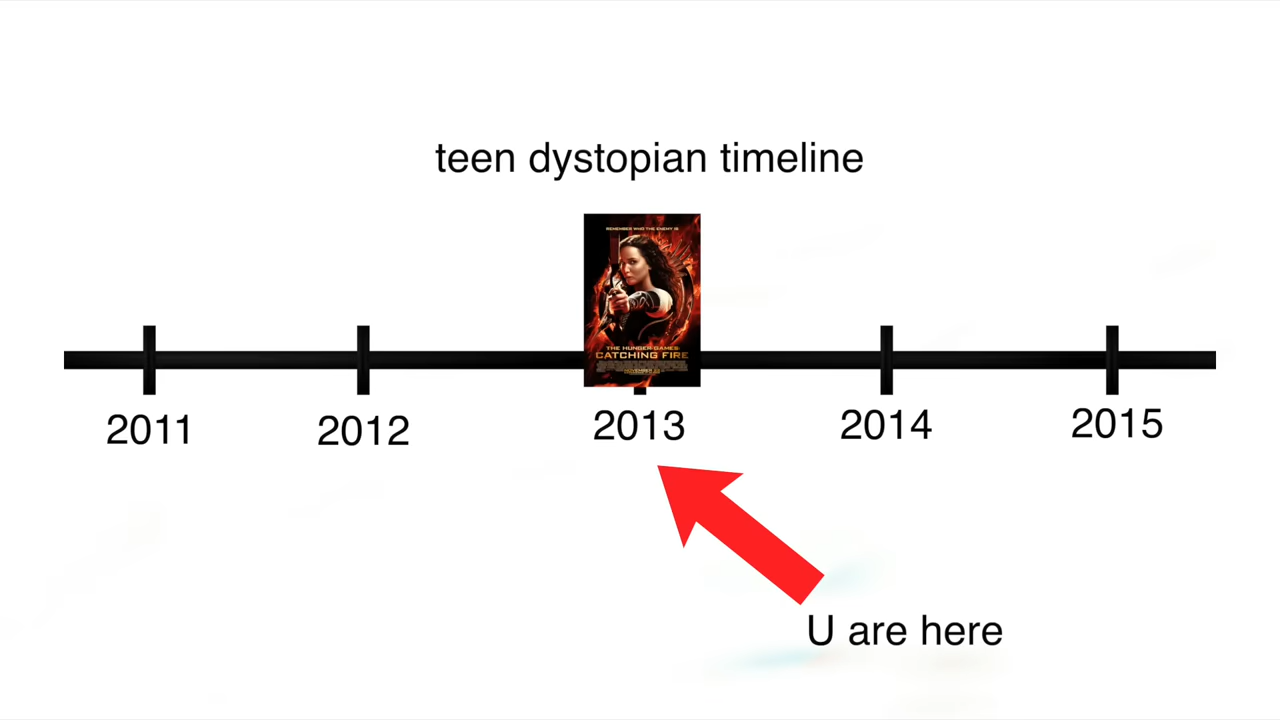 teen dystopian timeline
REMEMBER WHO THE ENEMY IS
THE HUNGER GAMES:
CATCHING FIRE
2011
2012
2013
2014
2015
U are here